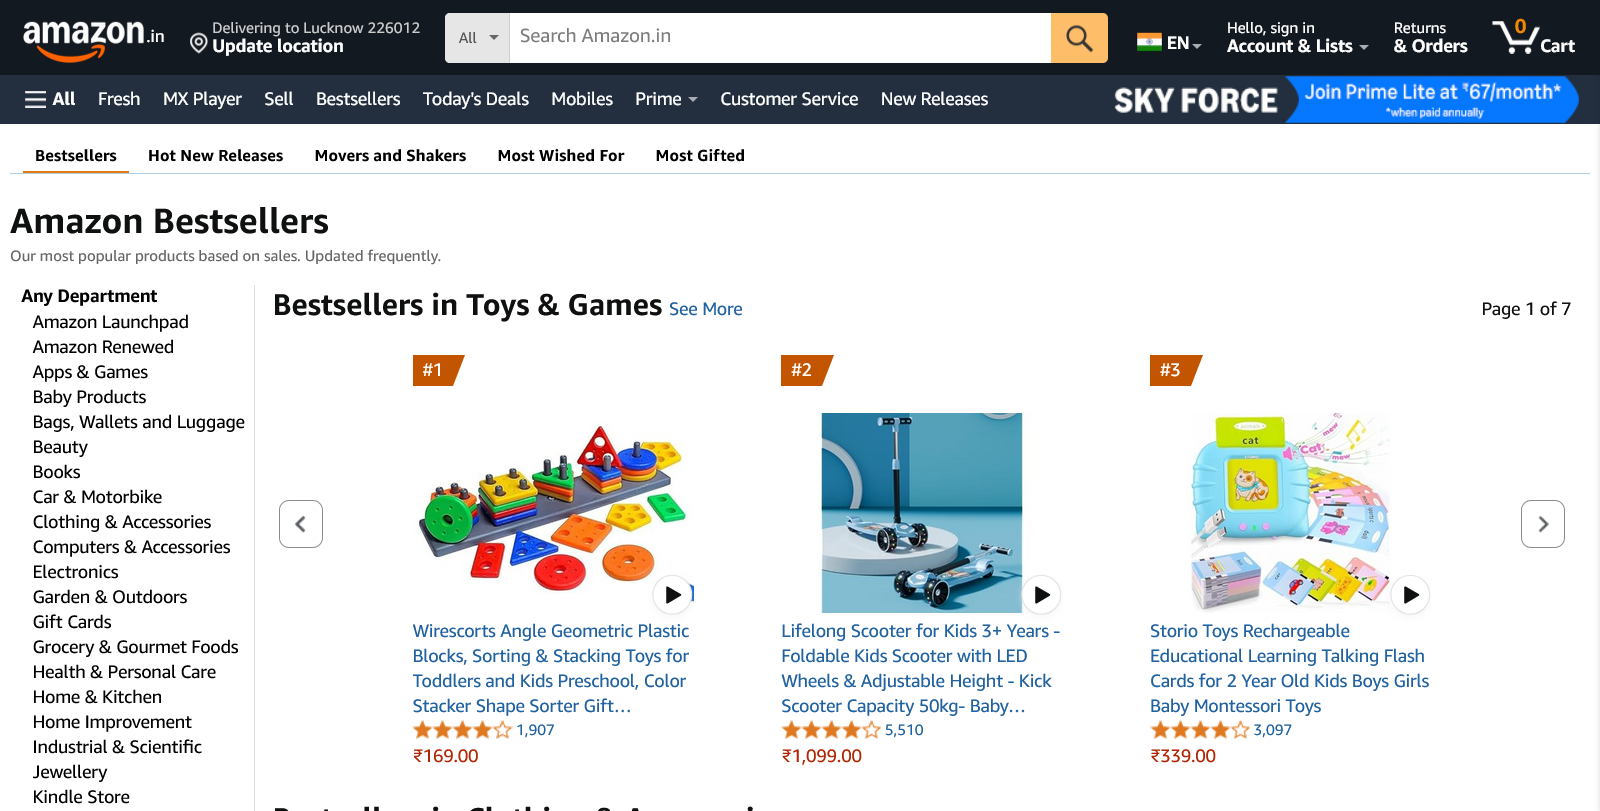 amazon.in
Delivering to Lucknow 226012
Update location
All
Search Amazon.in
EN
Hello, sign in
Account & Lists
Returns
& Orders
0
Cart
All
Fresh
MX Player
Sell
Bestsellers
Today's Deals
Mobiles
Prime
Customer Service
New Releases
SKY FORCE
Join Prime Lite at ₹67/month*
*when paid annually
Bestsellers
Hot New Releases
Movers and Shakers
Most Wished For
Most Gifted
Amazon Bestsellers
Our most popular products based on sales. Updated frequently.
Any Department
Amazon Launchpad
Amazon Renewed
Apps & Games
Baby Products
Bags, Wallets and Luggage
Beauty
Books
Car & Motorbike
Clothing & Accessories
Computers & Accessories
Electronics
Garden & Outdoors
Gift Cards
Grocery & Gourmet Foods
Health & Personal Care
Home & Kitchen
Home Improvement
Industrial & Scientific
Jewellery
Kindle Store
Bestsellers in Toys & Games See More
Page 1 of 7
#1
Wirescorts Angle Geometric Plastic
Blocks, Sorting & Stacking Toys for
Toddlers and Kids Preschool, Color
Stacker Shape Sorter Gift…
1,907
₹169.00
#2
Lifelong Scooter for Kids 3+ Years -
Foldable Kids Scooter with LED
Wheels & Adjustable Height - Kick
Scooter Capacity 50kg- Baby…
5,510
₹1,099.00
#3
cat
Cat
mew
mew
Storio Toys Rechargeable
Educational Learning Talking Flash
Cards for 2 Year Old Kids Boys Girls
Baby Montessori Toys
3,097
₹339.00